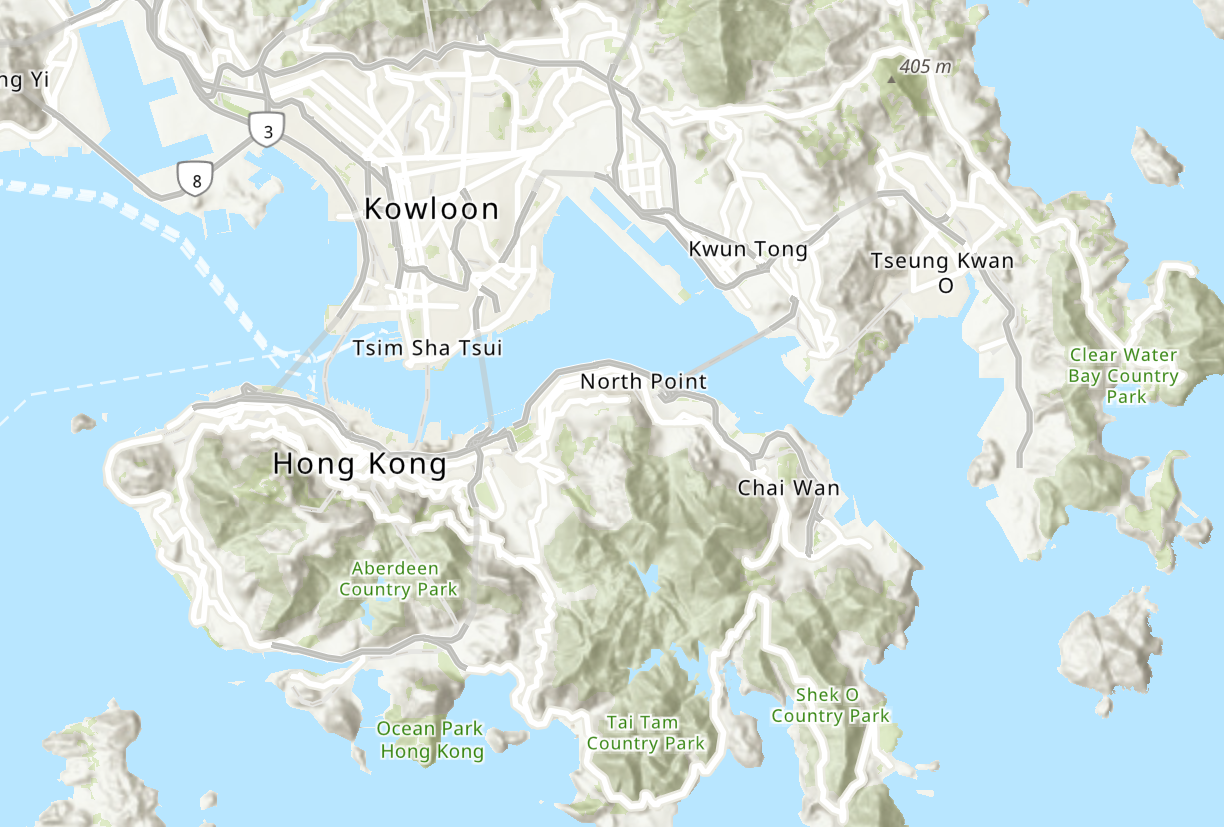 405 m
ng Yi
3
8
Kowloon
Kwun Tong
Tseung Kwan
O
Tsim Sha Tsui
Clear Water
Bay Country
Park
North Point
Hong Kong
Chai Wan
Aberdeen
Country Park
Shek O
Country Park
Tai Tam
Country Park
Ocean Park
Hong Kong